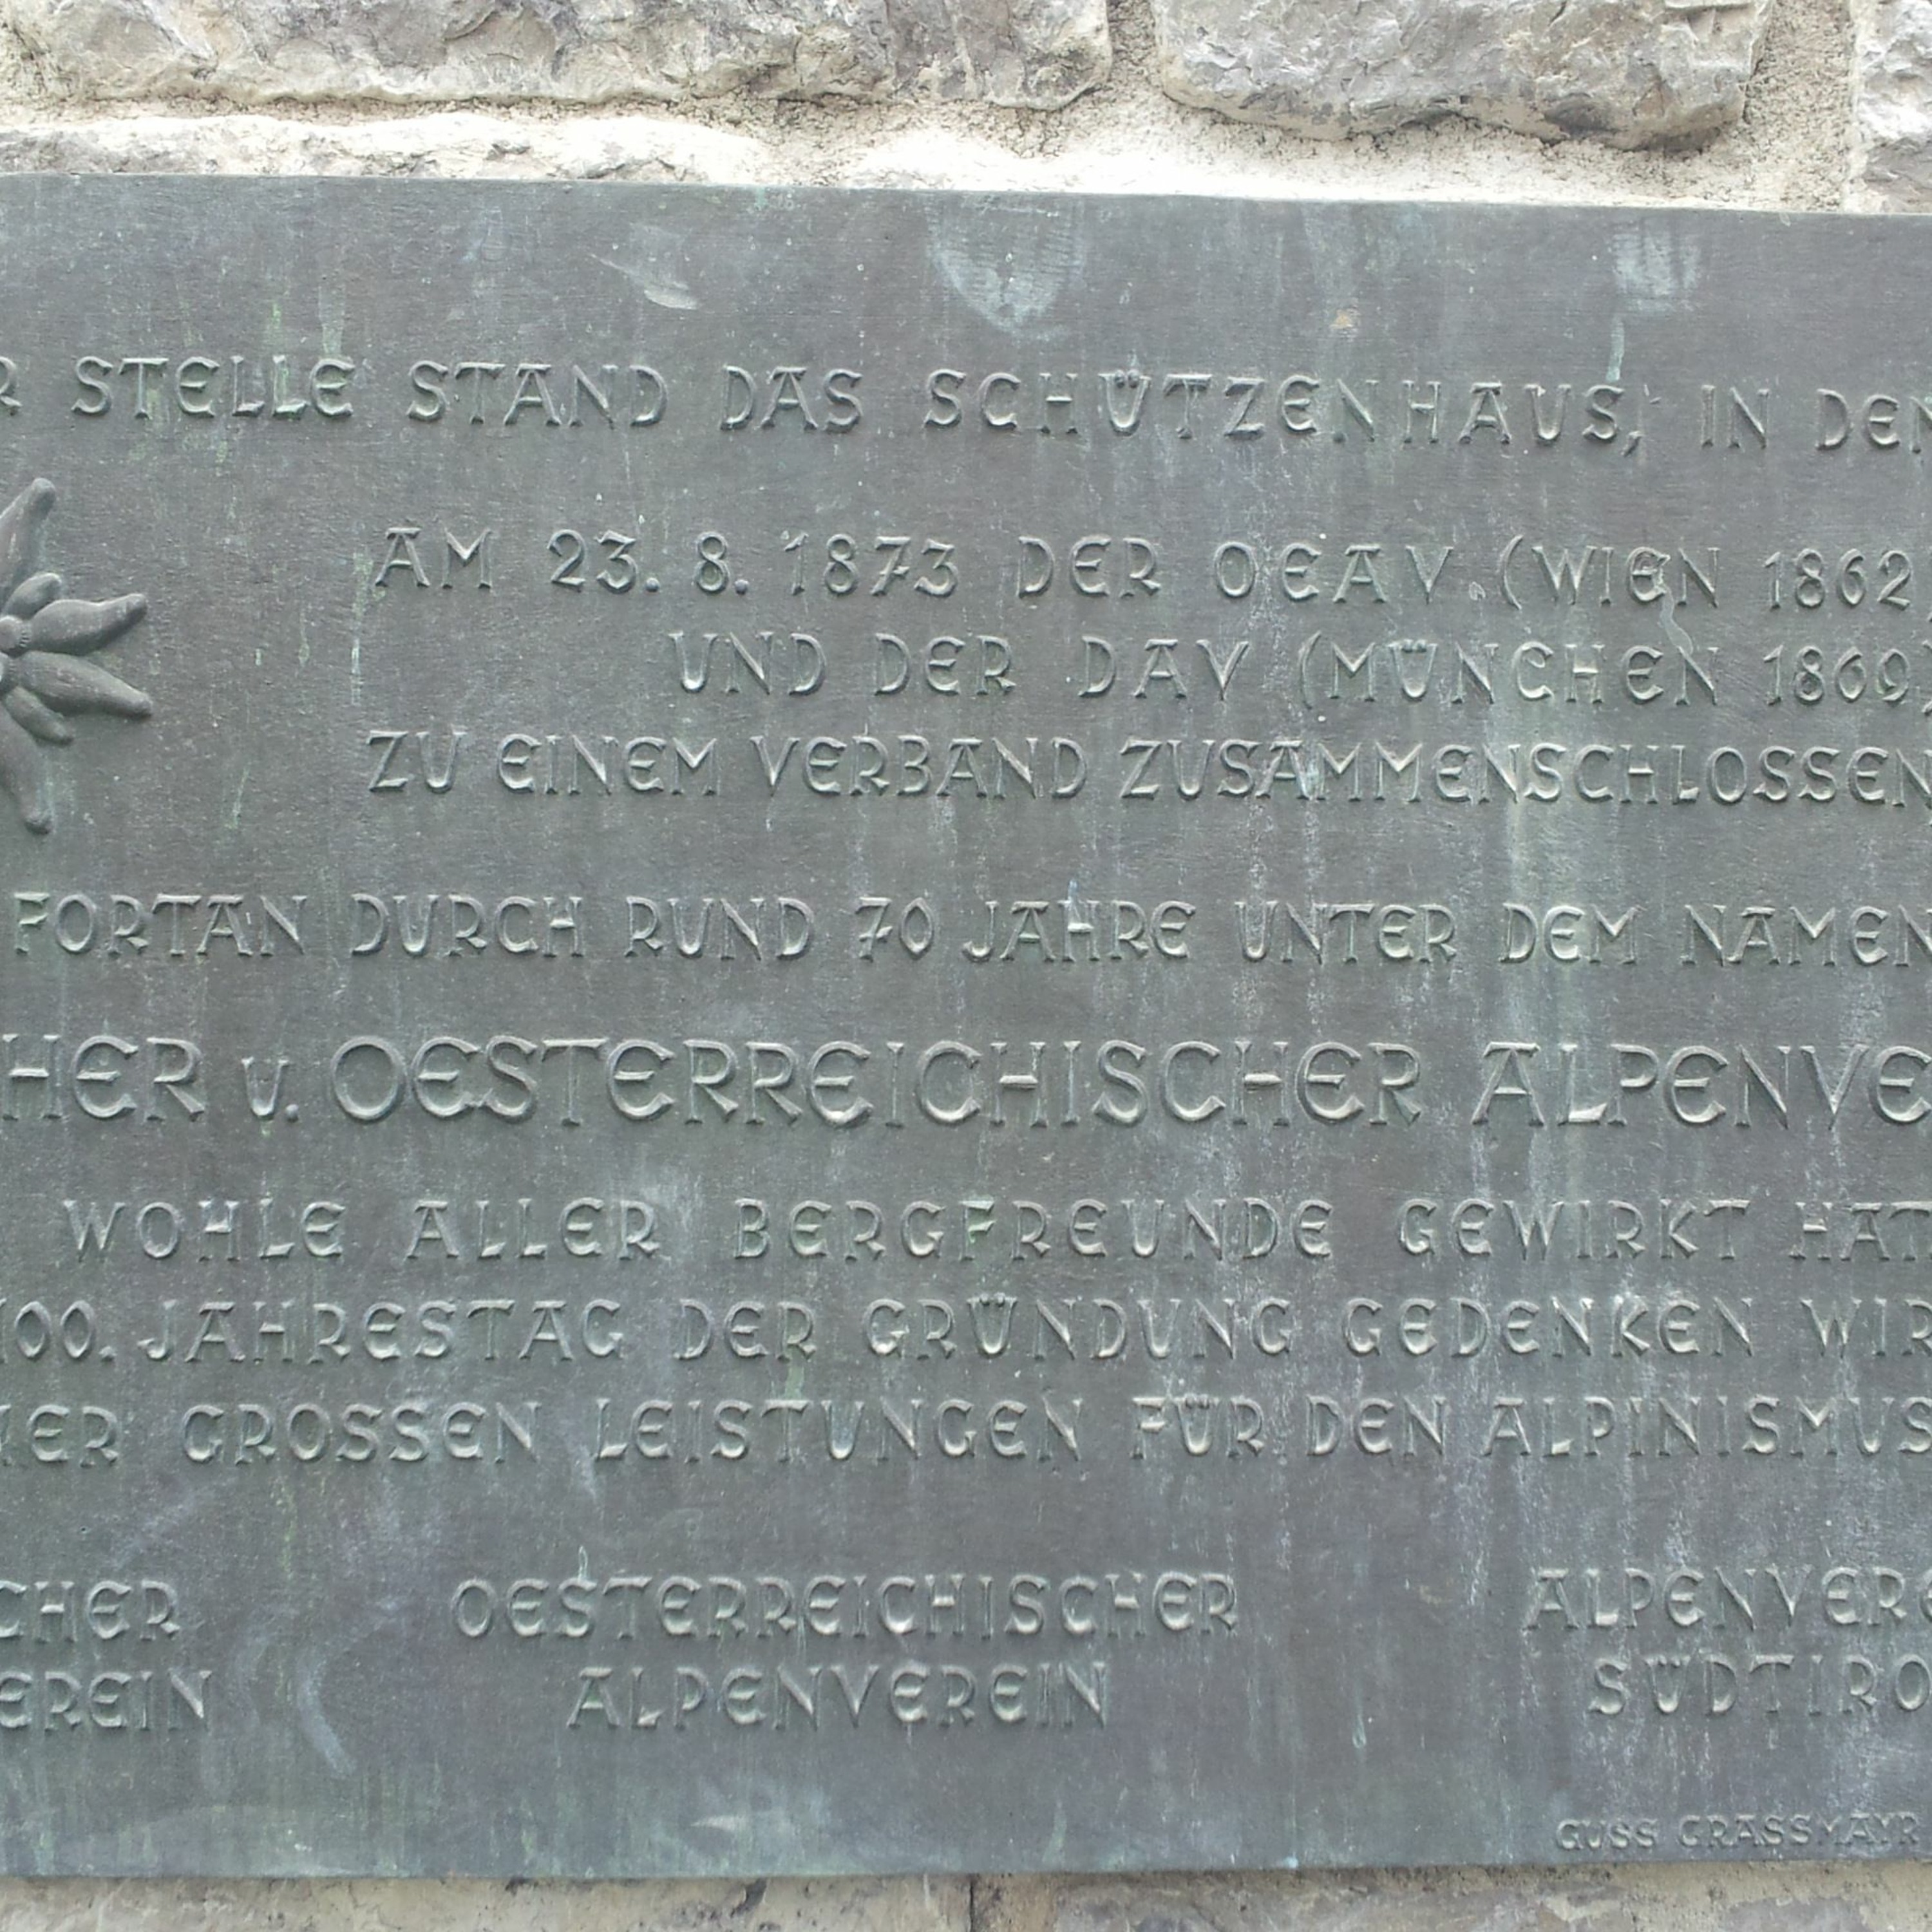 R STELLE STAND DAS SCHÜTZENHAUS, IN DEM
AM 23. 8. 1873 DER OEAV (WIEN 1862
UND DER DAV (MÜNCHEN 1869)
ZU EINEM VERBAND ZUSAMMENSCHLOSSEN
FORTAN DURCH RUND 70 JAHRE UNTER DEM NAMEN
HER u. OESTERREICHISCHER ALPENVE
WOHLE ALLER BERGFREUNDE GEWIRKT HAT
100. JAHRESTAG DER GRÜNDUNG GEDENKEN WIR
ER GROSSEN LEISTUNGEN FÜR DEN ALPINISMUS
CHER OESTERREICHISCHER ALPENVERE
EREIN ALPENVEREIN SÜDTIRO
GUSS GRASSMAYR